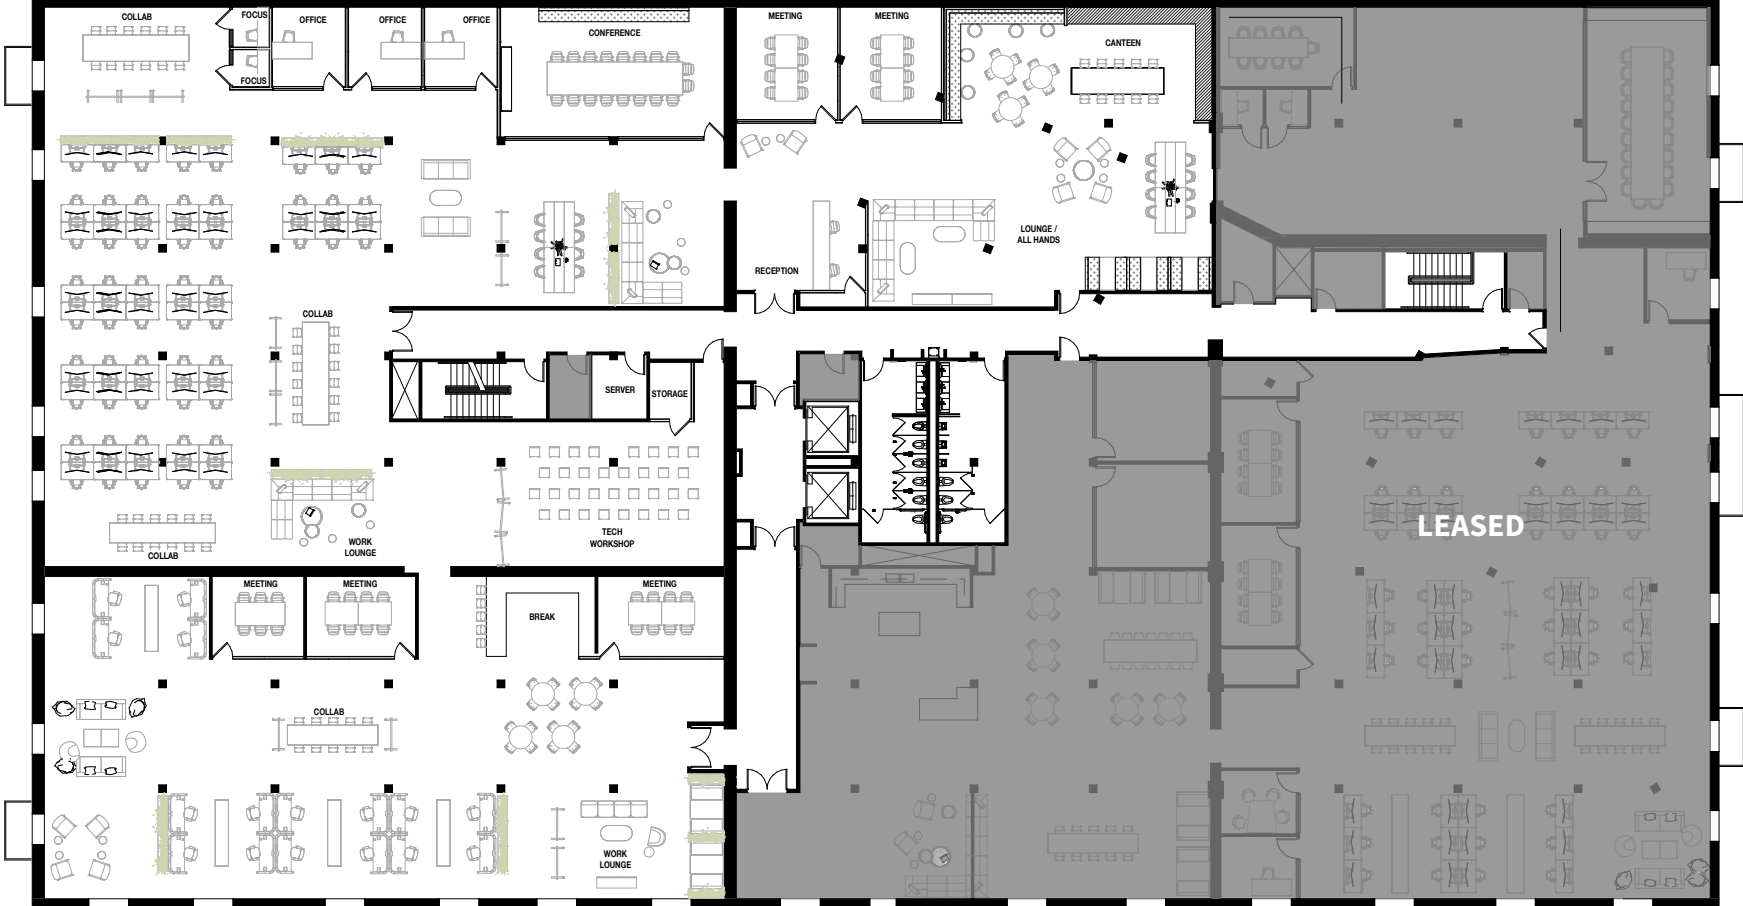 COLLAB
FOCUS
OFFICE
OFFICE
OFFICE
CONFERENCE
MEETING
MEETING
CANTEEN
FOCUS
LOUNGE /
ALL HANDS
RECEPTION
COLLAB
SERVER
STORAGE
LEASED
TECH
WORKSHOP
WORK
LOUNGE
COLLAB
MEETING
MEETING
MEETING
BREAK
COLLAB
WORK
LOUNGE